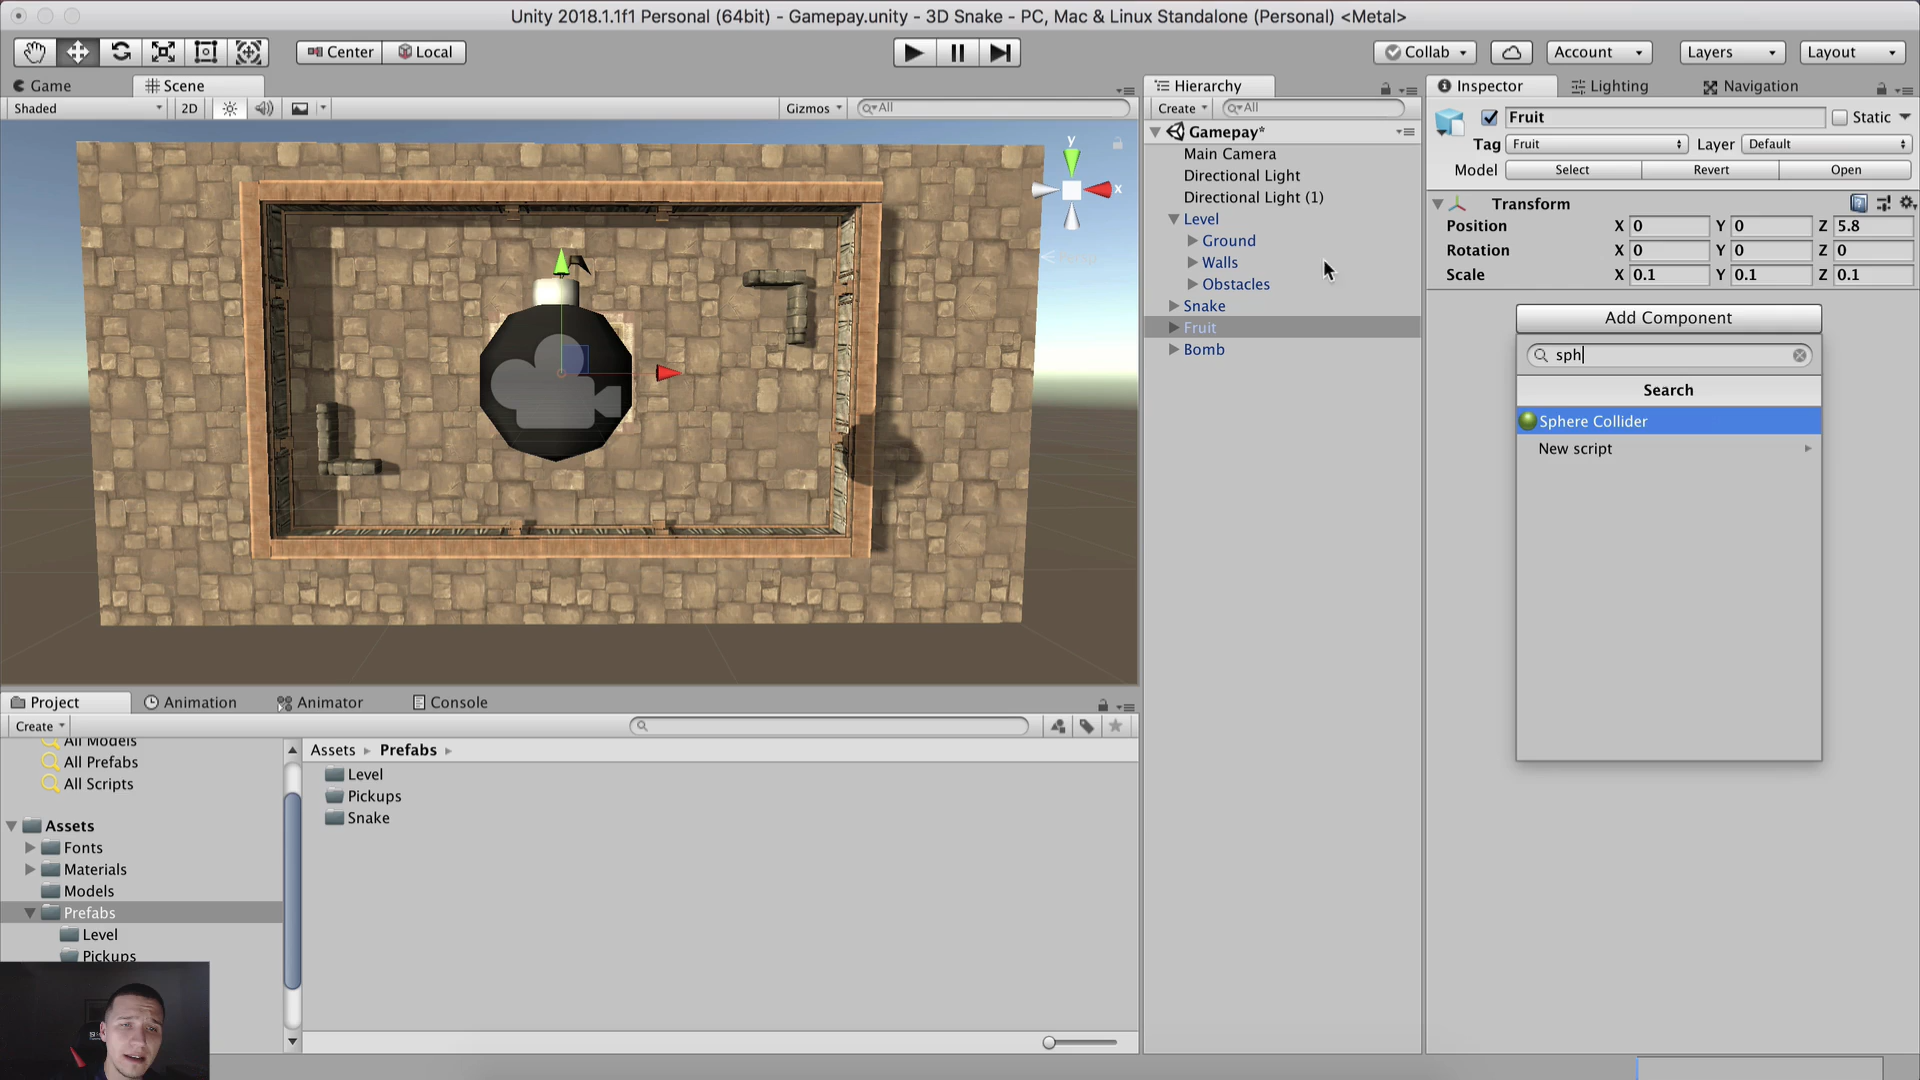 Unity 2018.1.1f1 Personal (64bit) - Gamepay.unity - 3D Snake - PC, Mac & Linux Standalone (Personal) <Metal>
Center Local Collab Account Layers Layout
Game Scene
Shaded 2D Gizmos All
y
x
Hierarchy
Create All
Gamepay*
Main Camera
Directional Light
Directional Light (1)
Level
Ground
Walls
Obstacles
Snake
Fruit
Bomb
Inspector Lighting Navigation
Fruit Static
Tag Fruit Layer Default
Model Select Revert Open
Transform
Position X 0 Y 0 Z 5.8
Rotation X 0 Y 0 Z 0
Scale X 0.1 Y 0.1 Z 0.1
Add Component
sph
Search
Sphere Collider
New script
Project Animation Animator Console
Create
All Models
All Prefabs
All Scripts
Assets
Fonts
Materials
Models
Prefabs
Level
Pickups
Assets Prefabs
Level
Pickups
Snake